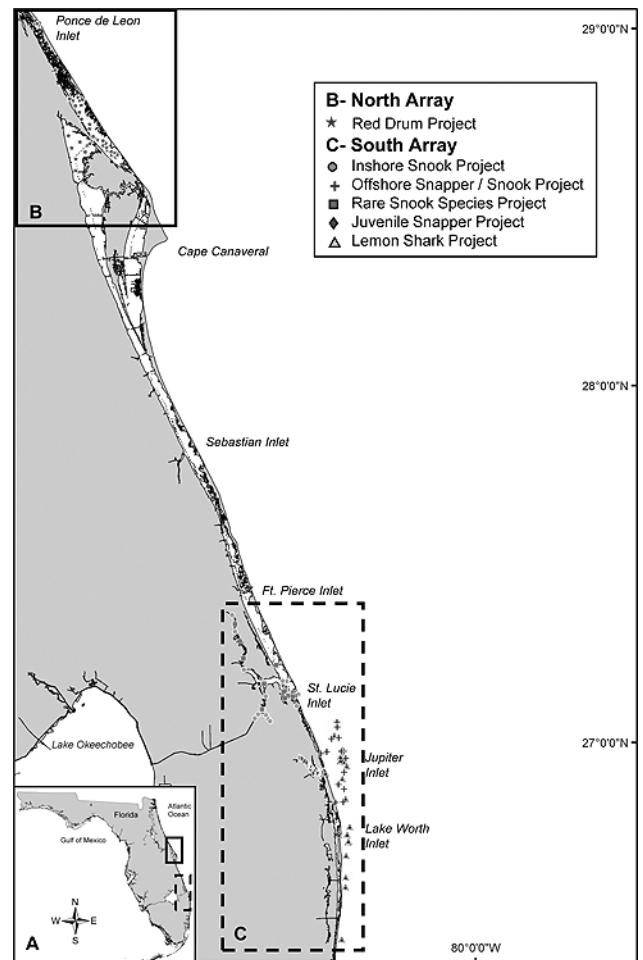 Ponce de Leon
Inlet
29°0'0"N
B- North Array
Red Drum Project
C- South Array
Inshore Snook Project
Offshore Snapper / Snook Project
Rare Snook Species Project
Juvenile Snapper Project
Lemon Shark Project
B
Cape Canaveral
28°0'0"N
Sebastian Inlet
Ft. Pierce Inlet
St. Lucie
Inlet
Lake Okeechobee
27°0'0"N
Jupiter
Inlet
Lake Worth
Inlet
Florida
Atlantic
Ocean
Gulf of Mexico
N
W
E
S
A
C
80°0'0"W